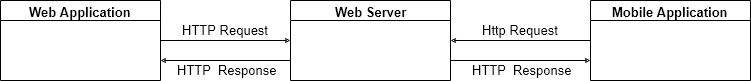 Web Application
Web Server
Mobile Application
HTTP Request
Http Request
HTTP  Response
HTTP  Response